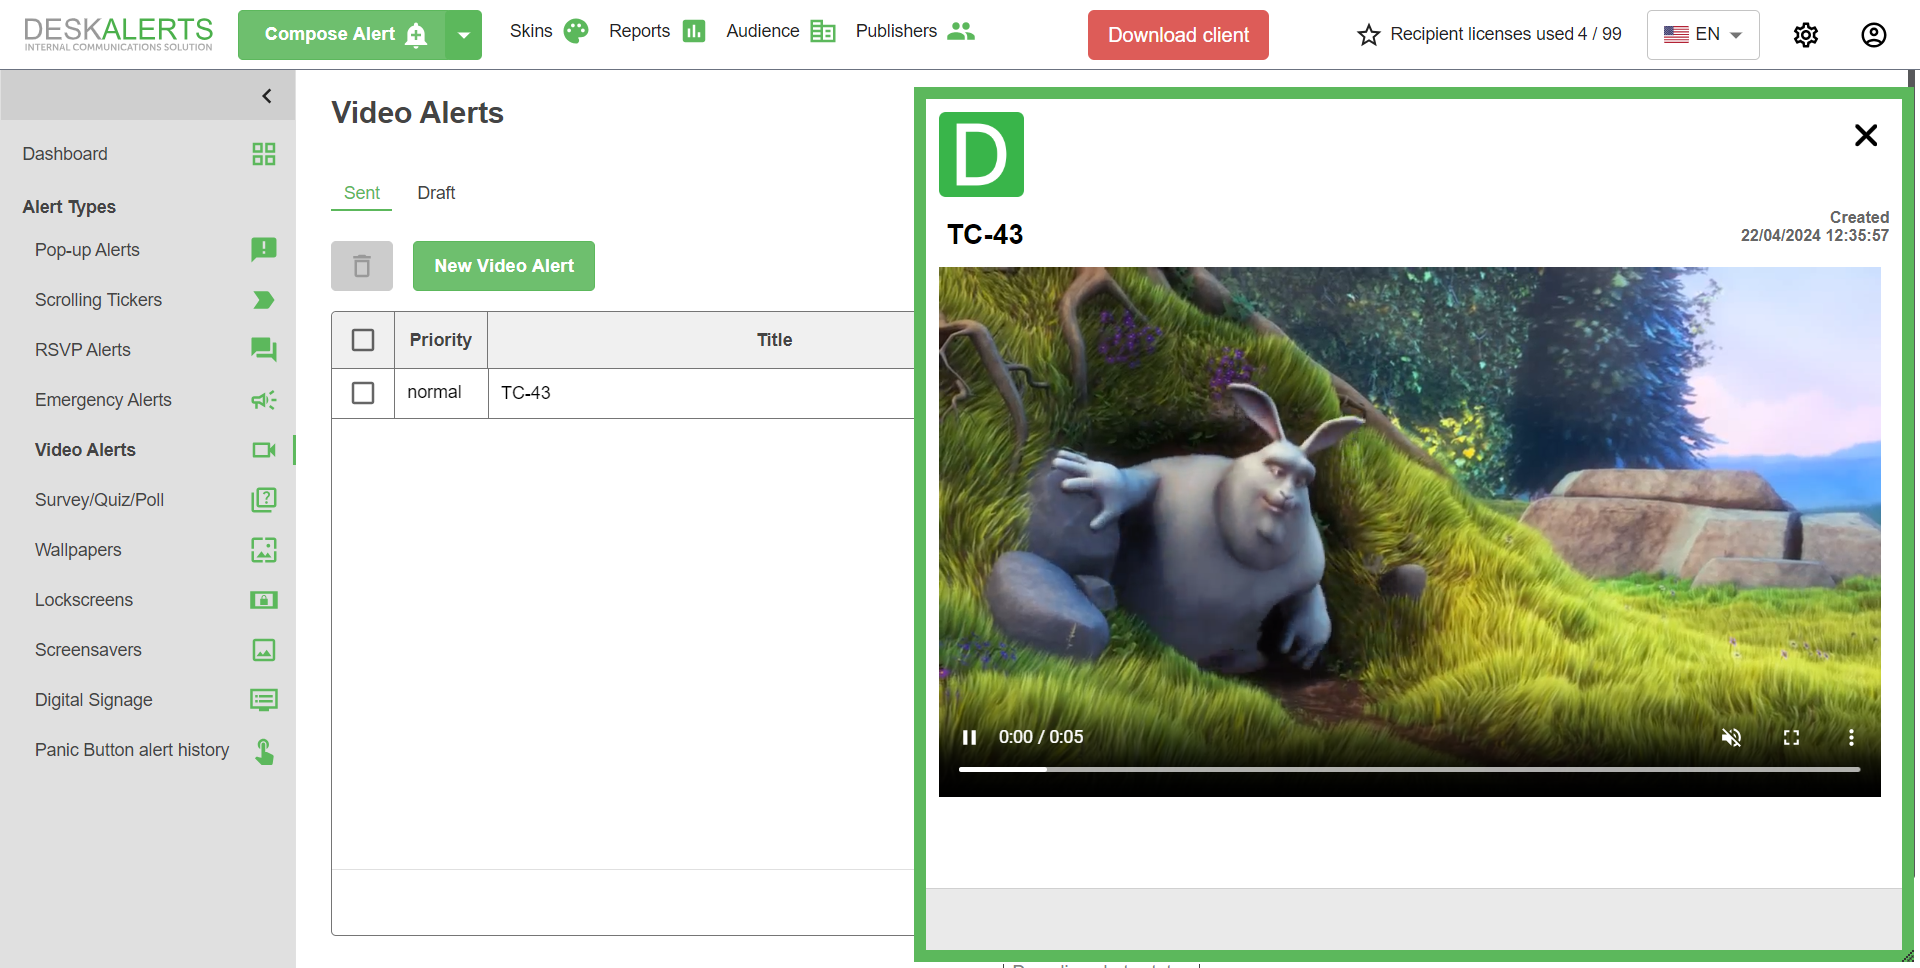 DESKALERTS
INTERNAL COMMUNICATIONS SOLUTION
Compose Alert
Skins
Reports
Audience
Publishers
Download client
Recipient licenses used 4 / 99
EN
Dashboard
Alert Types
Pop-up Alerts
Scrolling Tickers
RSVP Alerts
Emergency Alerts
Video Alerts
Survey/Quiz/Poll
Wallpapers
Lockscreens
Screensavers
Digital Signage
Panic Button alert history
Video Alerts
Sent
Draft
New Video Alert
Priority
Title
normal
TC-43
D
TC-43
Created
22/04/2024 12:35:57
0:00 / 0:05